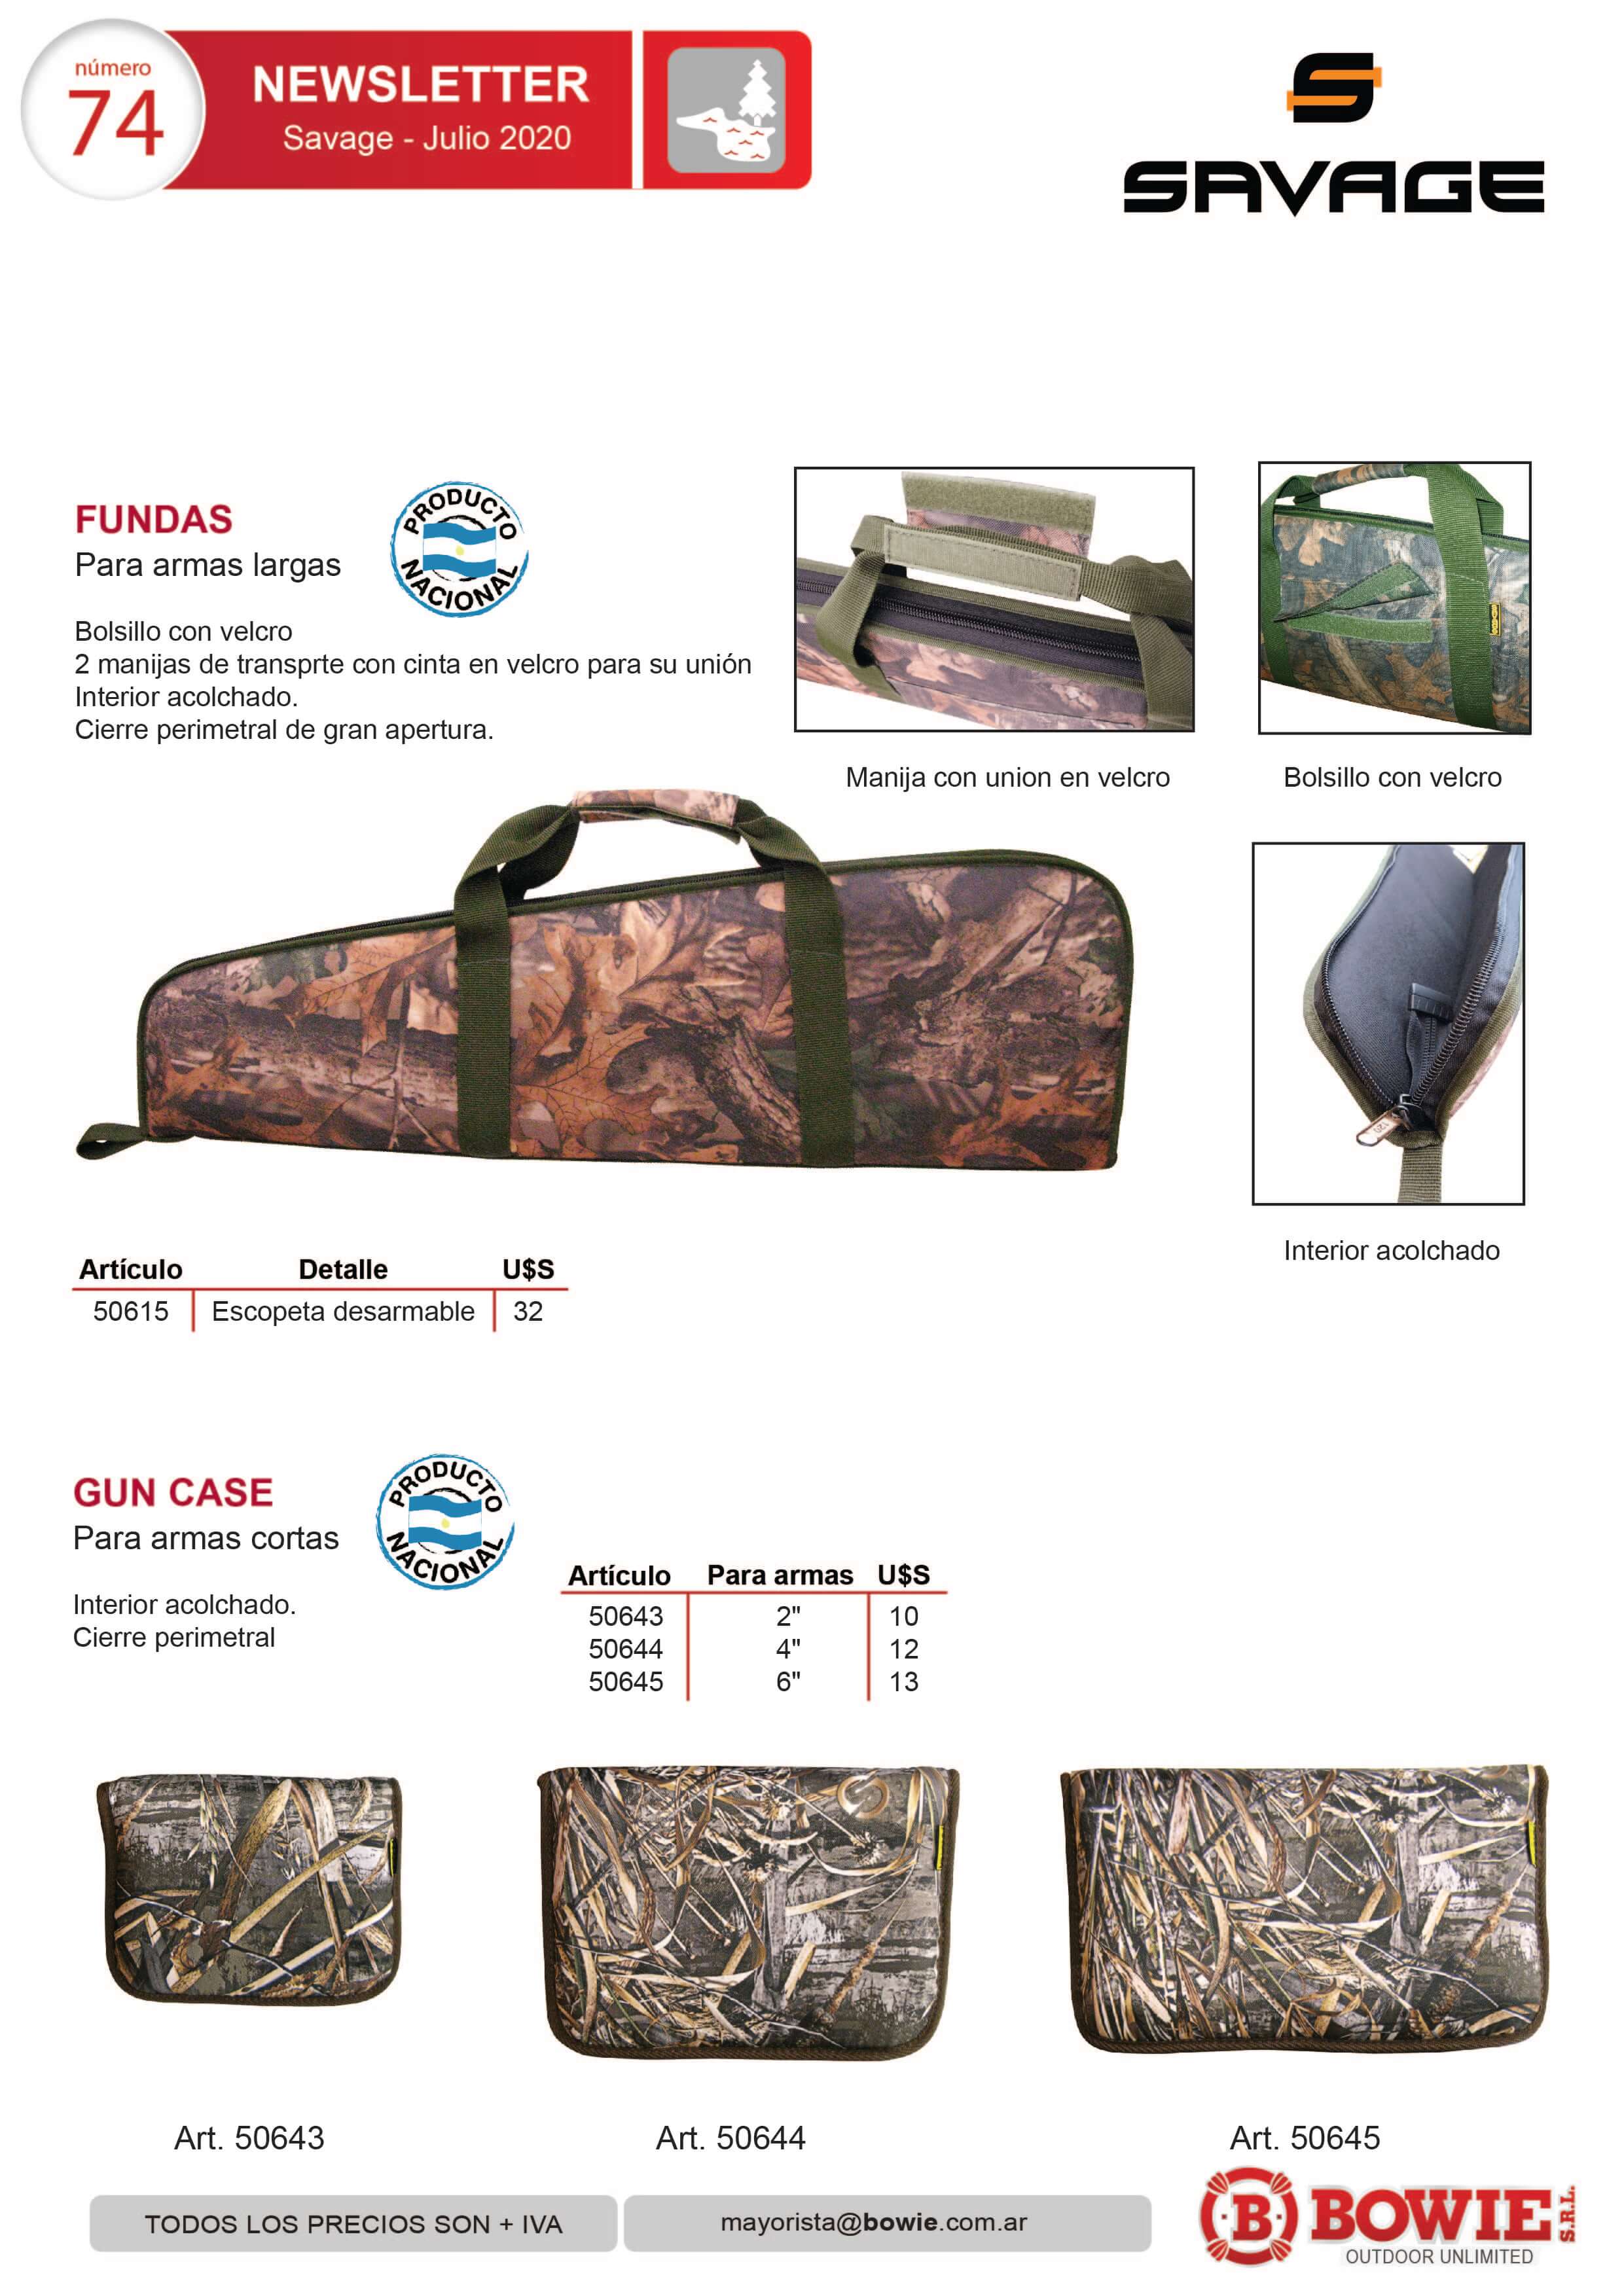 número
74
NEWSLETTER
Savage - Julio 2020
SAVAGE
FUNDAS
Para armas largas
PRODUCTO
NACIONAL
Bolsillo con velcro
2 manijas de transprte con cinta en velcro para su unión
Interior acolchado.
Cierre perimetral de gran apertura.
Manija con union en velcro
Bolsillo con velcro
Interior acolchado
Artículo Detalle U$S
50615 Escopeta desarmable 32
GUN CASE
Para armas cortas
PRODUCTO
NACIONAL
Interior acolchado.
Cierre perimetral
Artículo Para armas U$S
50643 2" 10
50644 4" 12
50645 6" 13
Art. 50643
Art. 50644
Art. 50645
TODOS LOS PRECIOS SON + IVA
mayorista@bowie.com.ar
B BOWIE S.R.L.
OUTDOOR UNLIMITED